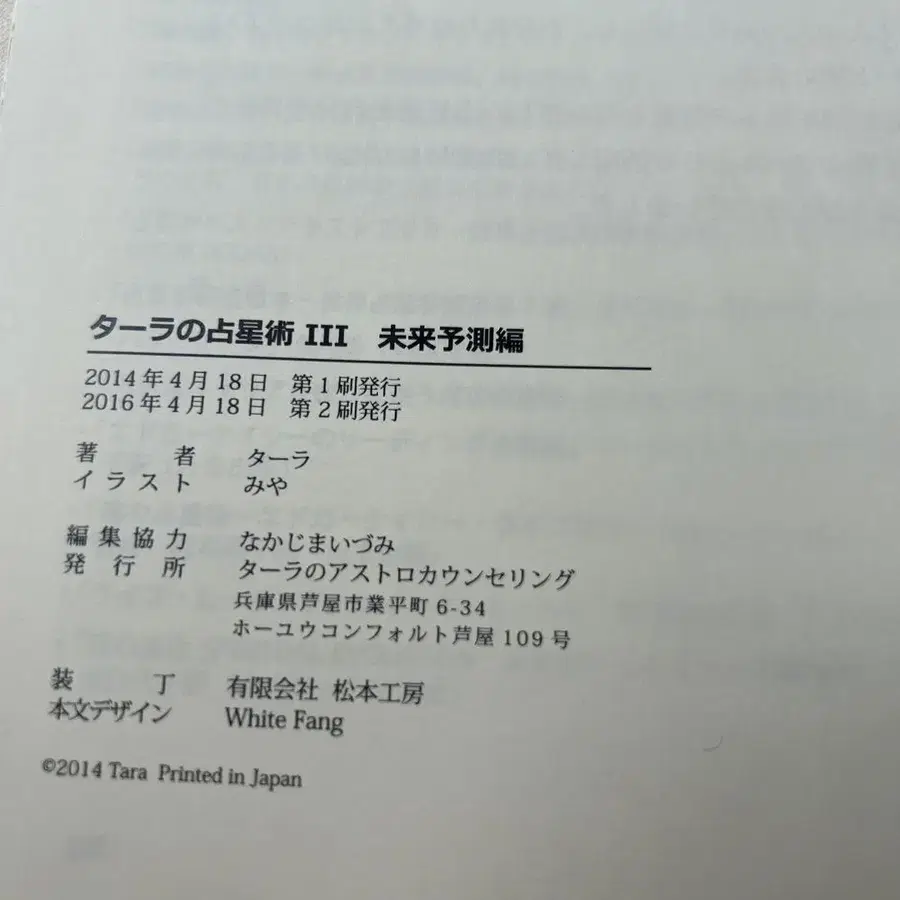 ターラの占星術 III 未来予測編
2014年4月18日 第1刷発行
2016年4月18日 第2刷発行
著者 ターラ
イラスト みや
編集協力 なかじまいづみ
発行所 ターラのアストロカウンセリング
兵庫県芦屋市業平町 6-34
ホーユウコンフォルト芦屋 109 号
装丁 有限会社 松本工房
本文デザイン White Fang
©2014 Tara Printed in Japan